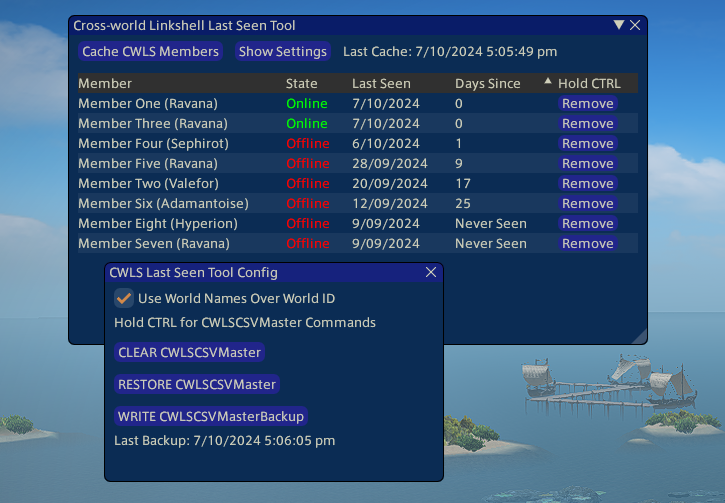 Cross-world Linkshell Last Seen Tool
Cache CWLS Members Show Settings Last Cache: 7/10/2024 5:05:49 pm
Member State Last Seen Days Since Hold CTRL
Member One (Ravana) Online 7/10/2024 0 Remove
Member Three (Ravana) Online 7/10/2024 0 Remove
Member Four (Sephirot) Offline 6/10/2024 1 Remove
Member Five (Ravana) Offline 28/09/2024 9 Remove
Member Two (Valefor) Offline 20/09/2024 17 Remove
Member Six (Adamantoise) Offline 12/09/2024 25 Remove
Member Eight (Hyperion) Offline 9/09/2024 Never Seen Remove
Member Seven (Ravana) Offline 9/09/2024 Never Seen Remove
CWLS Last Seen Tool Config
Use World Names Over World ID
Hold CTRL for CWLSCSVMaster Commands
CLEAR CWLSCSVMaster
RESTORE CWLSCSVMaster
WRITE CWLSCSVMasterBackup
Last Backup: 7/10/2024 5:06:05 pm